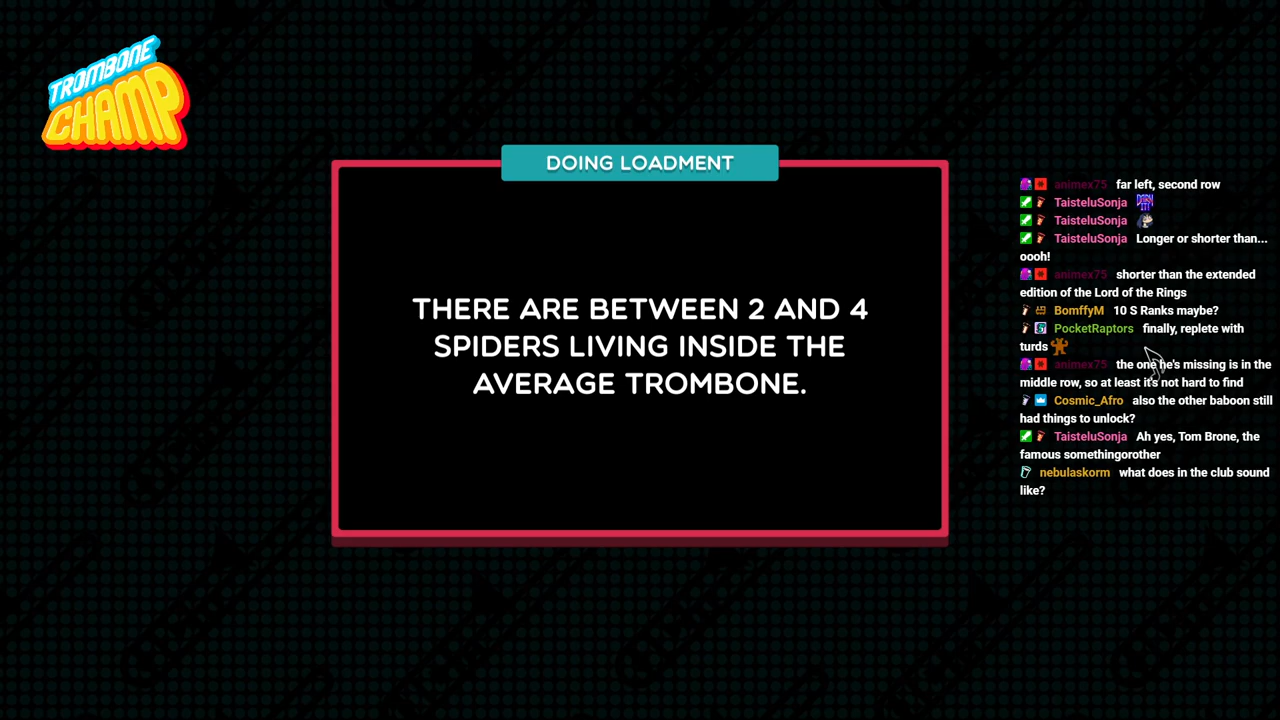 TROMBONE
CHAMP
DOING LOADMENT
THERE ARE BETWEEN 2 AND 4
SPIDERS LIVING INSIDE THE
AVERAGE TROMBONE.
animex75 far left, second row
TaisteluSonja
TaisteluSonja
TaisteluSonja Longer or shorter than...
oooh!
animex75 shorter than the extended
edition of the Lord of the Rings
BomffyM 10 S Ranks maybe?
PocketRaptors finally, replete with
turds
animex75 the one he's missing is in the
middle row, so at least it's not hard to find
Cosmic_Afro also the other baboon still
had things to unlock?
TaisteluSonja Ah yes, Tom Brone, the
famous somethingorother
nebulaskorm what does in the club sound
like?